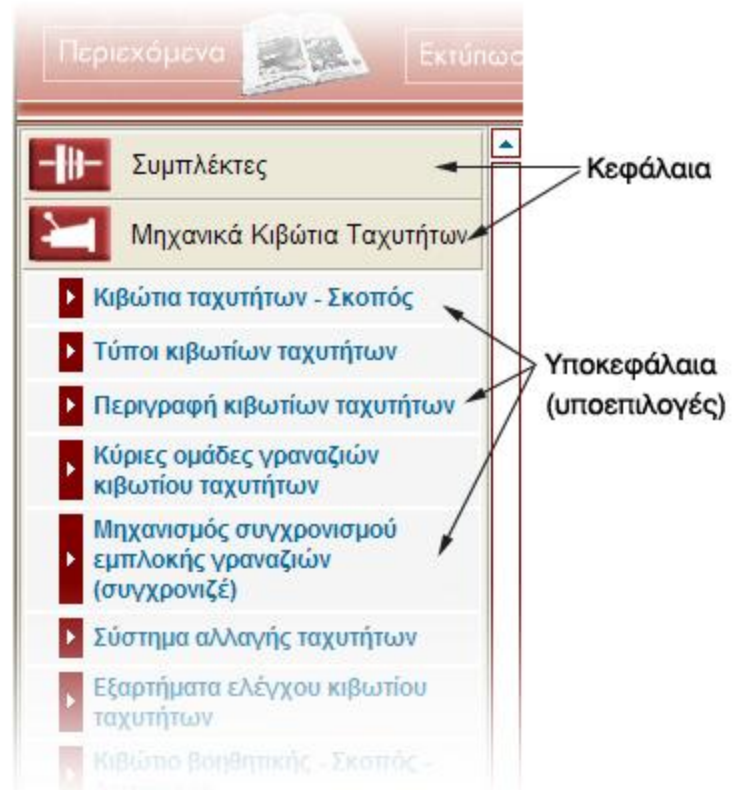 Περιεχόμενα
Εκτύπωσ
Συμπλέκτες
Κεφάλαια
Μηχανικά Κιβώτια Ταχυτήτων
Κιβώτια ταχυτήτων - Σκοπός
Τύποι κιβωτίων ταχυτήτων
Υποκεφάλαια
(υποεπιλογές)
Περιγραφή κιβωτίων ταχυτήτων
Κύριες ομάδες γραναζιών
κιβωτίου ταχυτήτων
Μηχανισμός συγχρονισμού
εμπλοκής γραναζιών
(συγχρονιζέ)
Σύστημα αλλαγής ταχυτήτων
Εξαρτήματα ελέγχου κιβωτίου
ταχυτήτων
Κιβώτιο βοηθητικής - Σκοπός -